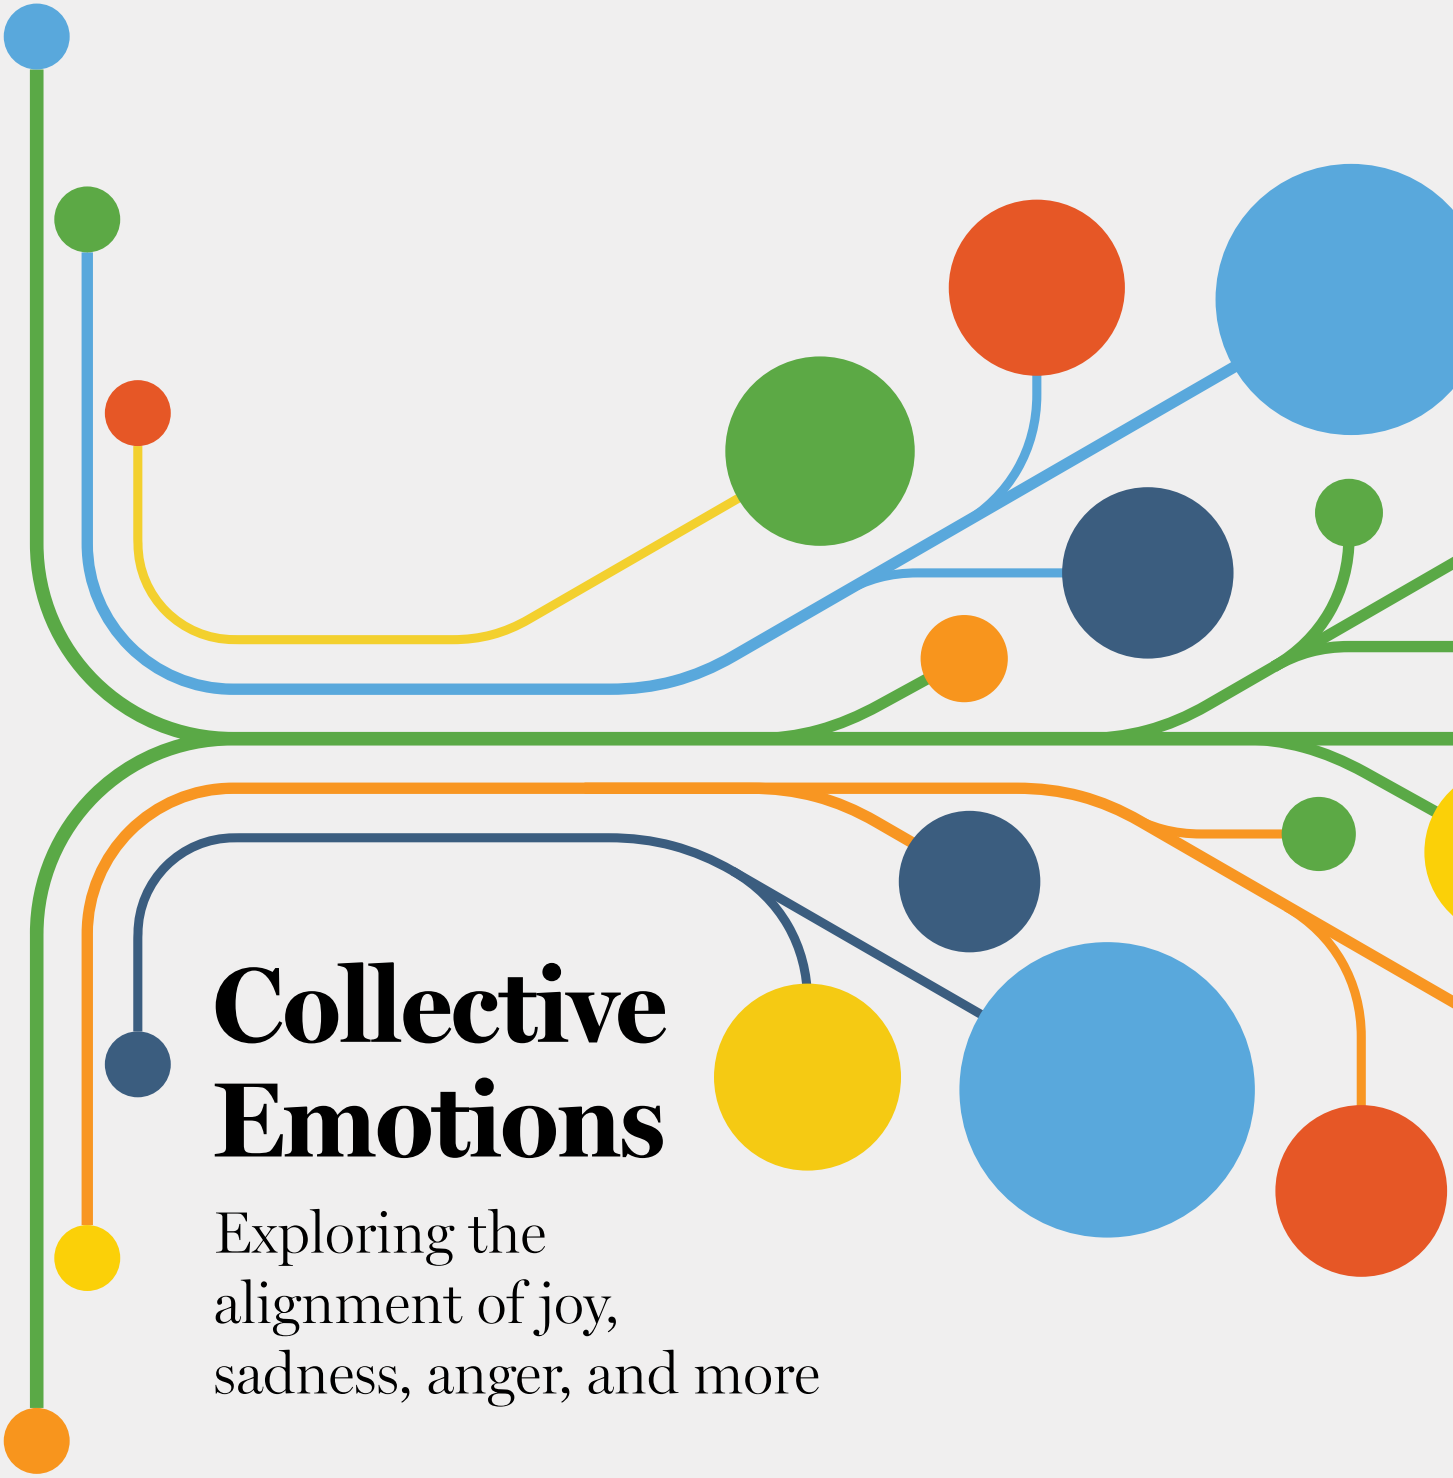 Collective
Emotions
Exploring the
alignment of joy,
sadness, anger, and more